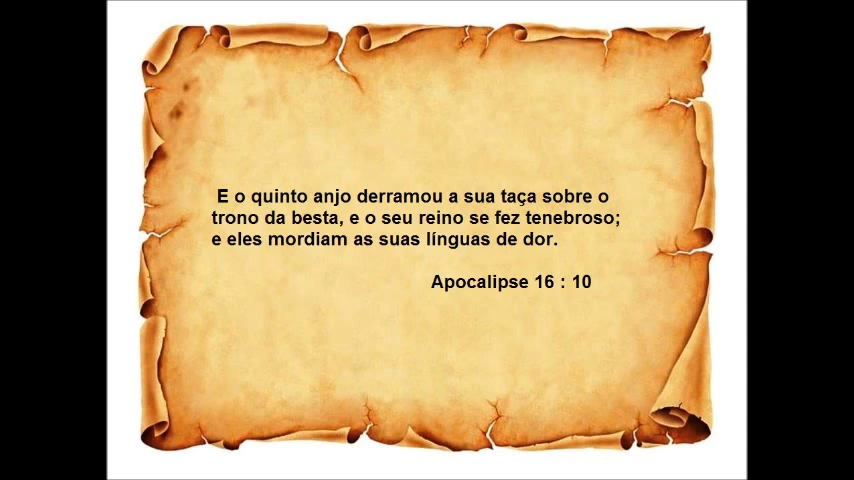 E o quinto anjo derramou a sua taça sobre o
trono da besta, e o seu reino se fez tenebroso;
e eles mordiam as suas línguas de dor.
Apocalipse 16 : 10